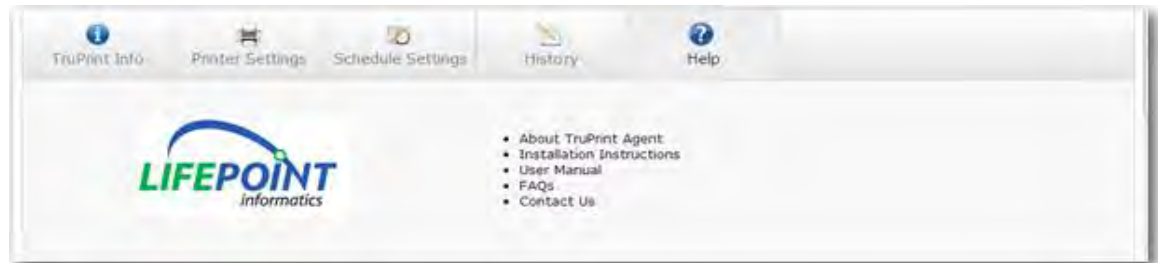 TruPrint Info Printer Settings Schedule Settings History Help
LIFEPOINT
informatics
• About TruPrint Agent
• Installation Instructions
• User Manual
• FAQs
• Contact Us